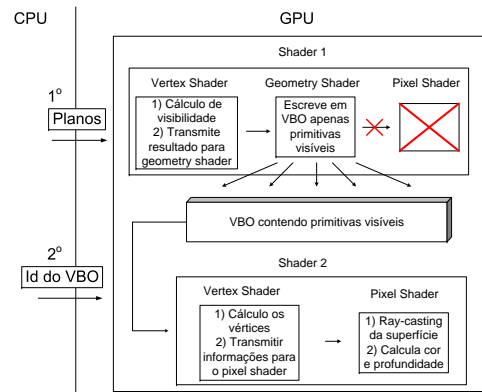 CPU
GPU
Shader 1
Vertex Shader
Geometry Shader
Pixel Shader
1º
Planos
1) Cálculo de
visibilidade
2) Transmite
resultado para
geometry shader
Escreve em
VBO apenas
primitivas
visíveis
VBO contendo primitivas visíveis
2º
Id do VBO
Shader 2
Vertex Shader
Pixel Shader
1) Cálculo os
vértices
2) Transmitir
informações para
o pixel shader
1) Ray-casting
da superfície
2) Calcula cor
e profundidade